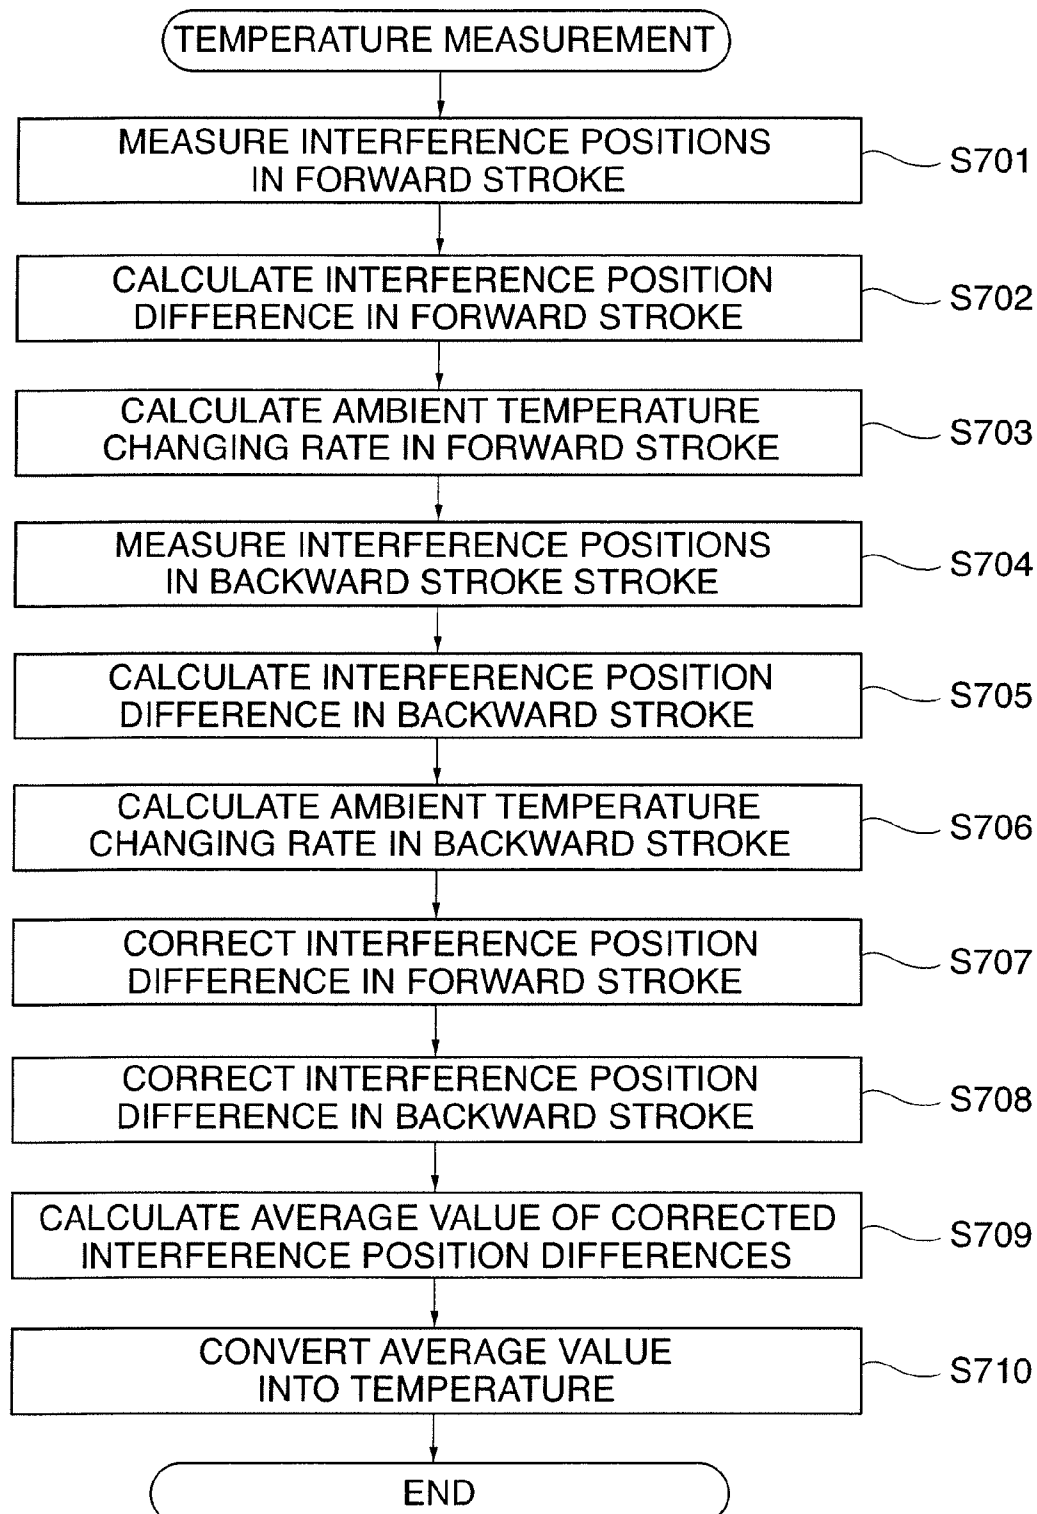 TEMPERATURE MEASUREMENT
MEASURE INTERFERENCE POSITIONS
IN FORWARD STROKE
S701
CALCULATE INTERFERENCE POSITION
DIFFERENCE IN FORWARD STROKE
S702
CALCULATE AMBIENT TEMPERATURE
CHANGING RATE IN FORWARD STROKE
S703
MEASURE INTERFERENCE POSITIONS
IN BACKWARD STROKE STROKE
S704
CALCULATE INTERFERENCE POSITION
DIFFERENCE IN BACKWARD STROKE
S705
CALCULATE AMBIENT TEMPERATURE
CHANGING RATE IN BACKWARD STROKE
S706
CORRECT INTERFERENCE POSITION
DIFFERENCE IN FORWARD STROKE
S707
CORRECT INTERFERENCE POSITION
DIFFERENCE IN BACKWARD STROKE
S708
CALCULATE AVERAGE VALUE OF CORRECTED
INTERFERENCE POSITION DIFFERENCES
S709
CONVERT AVERAGE VALUE
INTO TEMPERATURE
S710
END